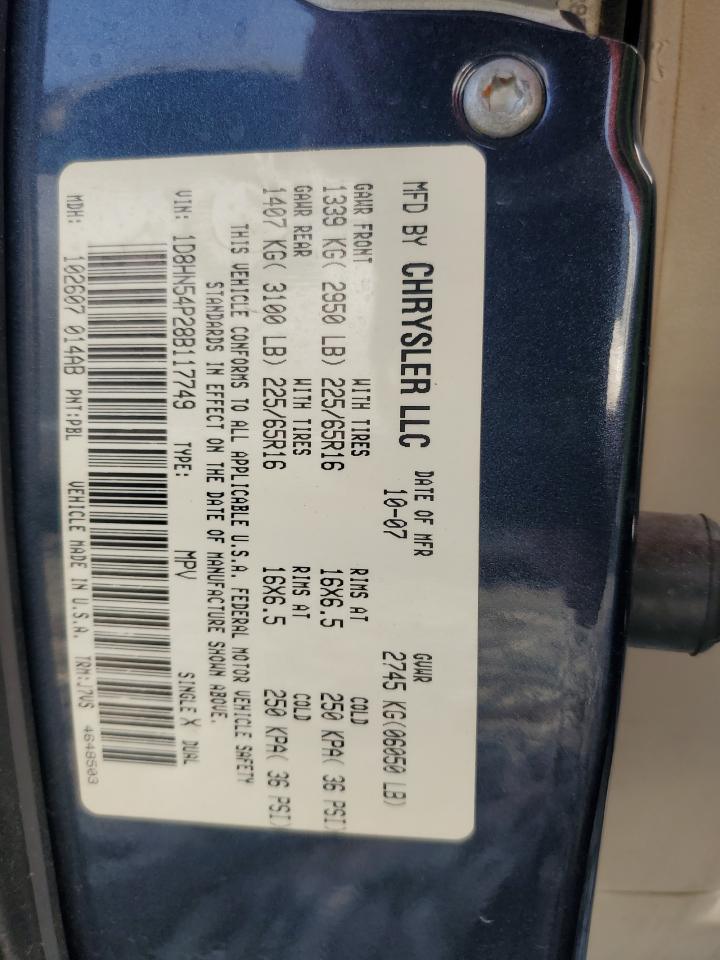 MFD BY CHRYSLER LLC DATE OF MFR GVWR
10-07 2745 KG(06050 LB)
GAWR FRONT WITH TIRES RIMS AT COLD
1339 KG( 2950 LB) 225/65R16 16X6.5 250 KPA( 36 PSI)
GAWR REAR WITH TIRES RIMS AT COLD
1407 KG( 3100 LB) 225/65R16 16X6.5 250 KPA( 36 PSI)
THIS VEHICLE CONFORMS TO ALL APPLICABLE U.S.A. FEDERAL MOTOR VEHICLE SAFETY
STANDARDS IN EFFECT ON THE DATE OF MANUFACTURE SHOWN ABOVE.
VIN: 1D8HN54P28B117749 TYPE: MPV SINGLE X DUAL
MDH: 102607 014AB PNT:PBL VEHICLE MADE IN U.S.A. TRM:J7VS 4648503